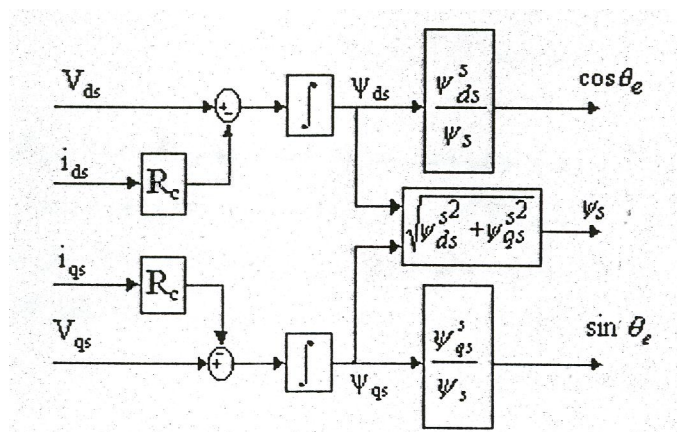 V_ds
i_ds
R_c
+ −
∫
ψ_ds
ψ^s_ds / ψ_s
cos θ_e
√ψ^s2_ds + ψ^s2_qs
ψ_s
i_qs
R_c
V_qs
− +
∫
ψ_qs
ψ^s_qs / ψ_s
sin θ_e